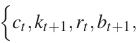 {c_t, k_{t+1}, r_t, b_{t+1},